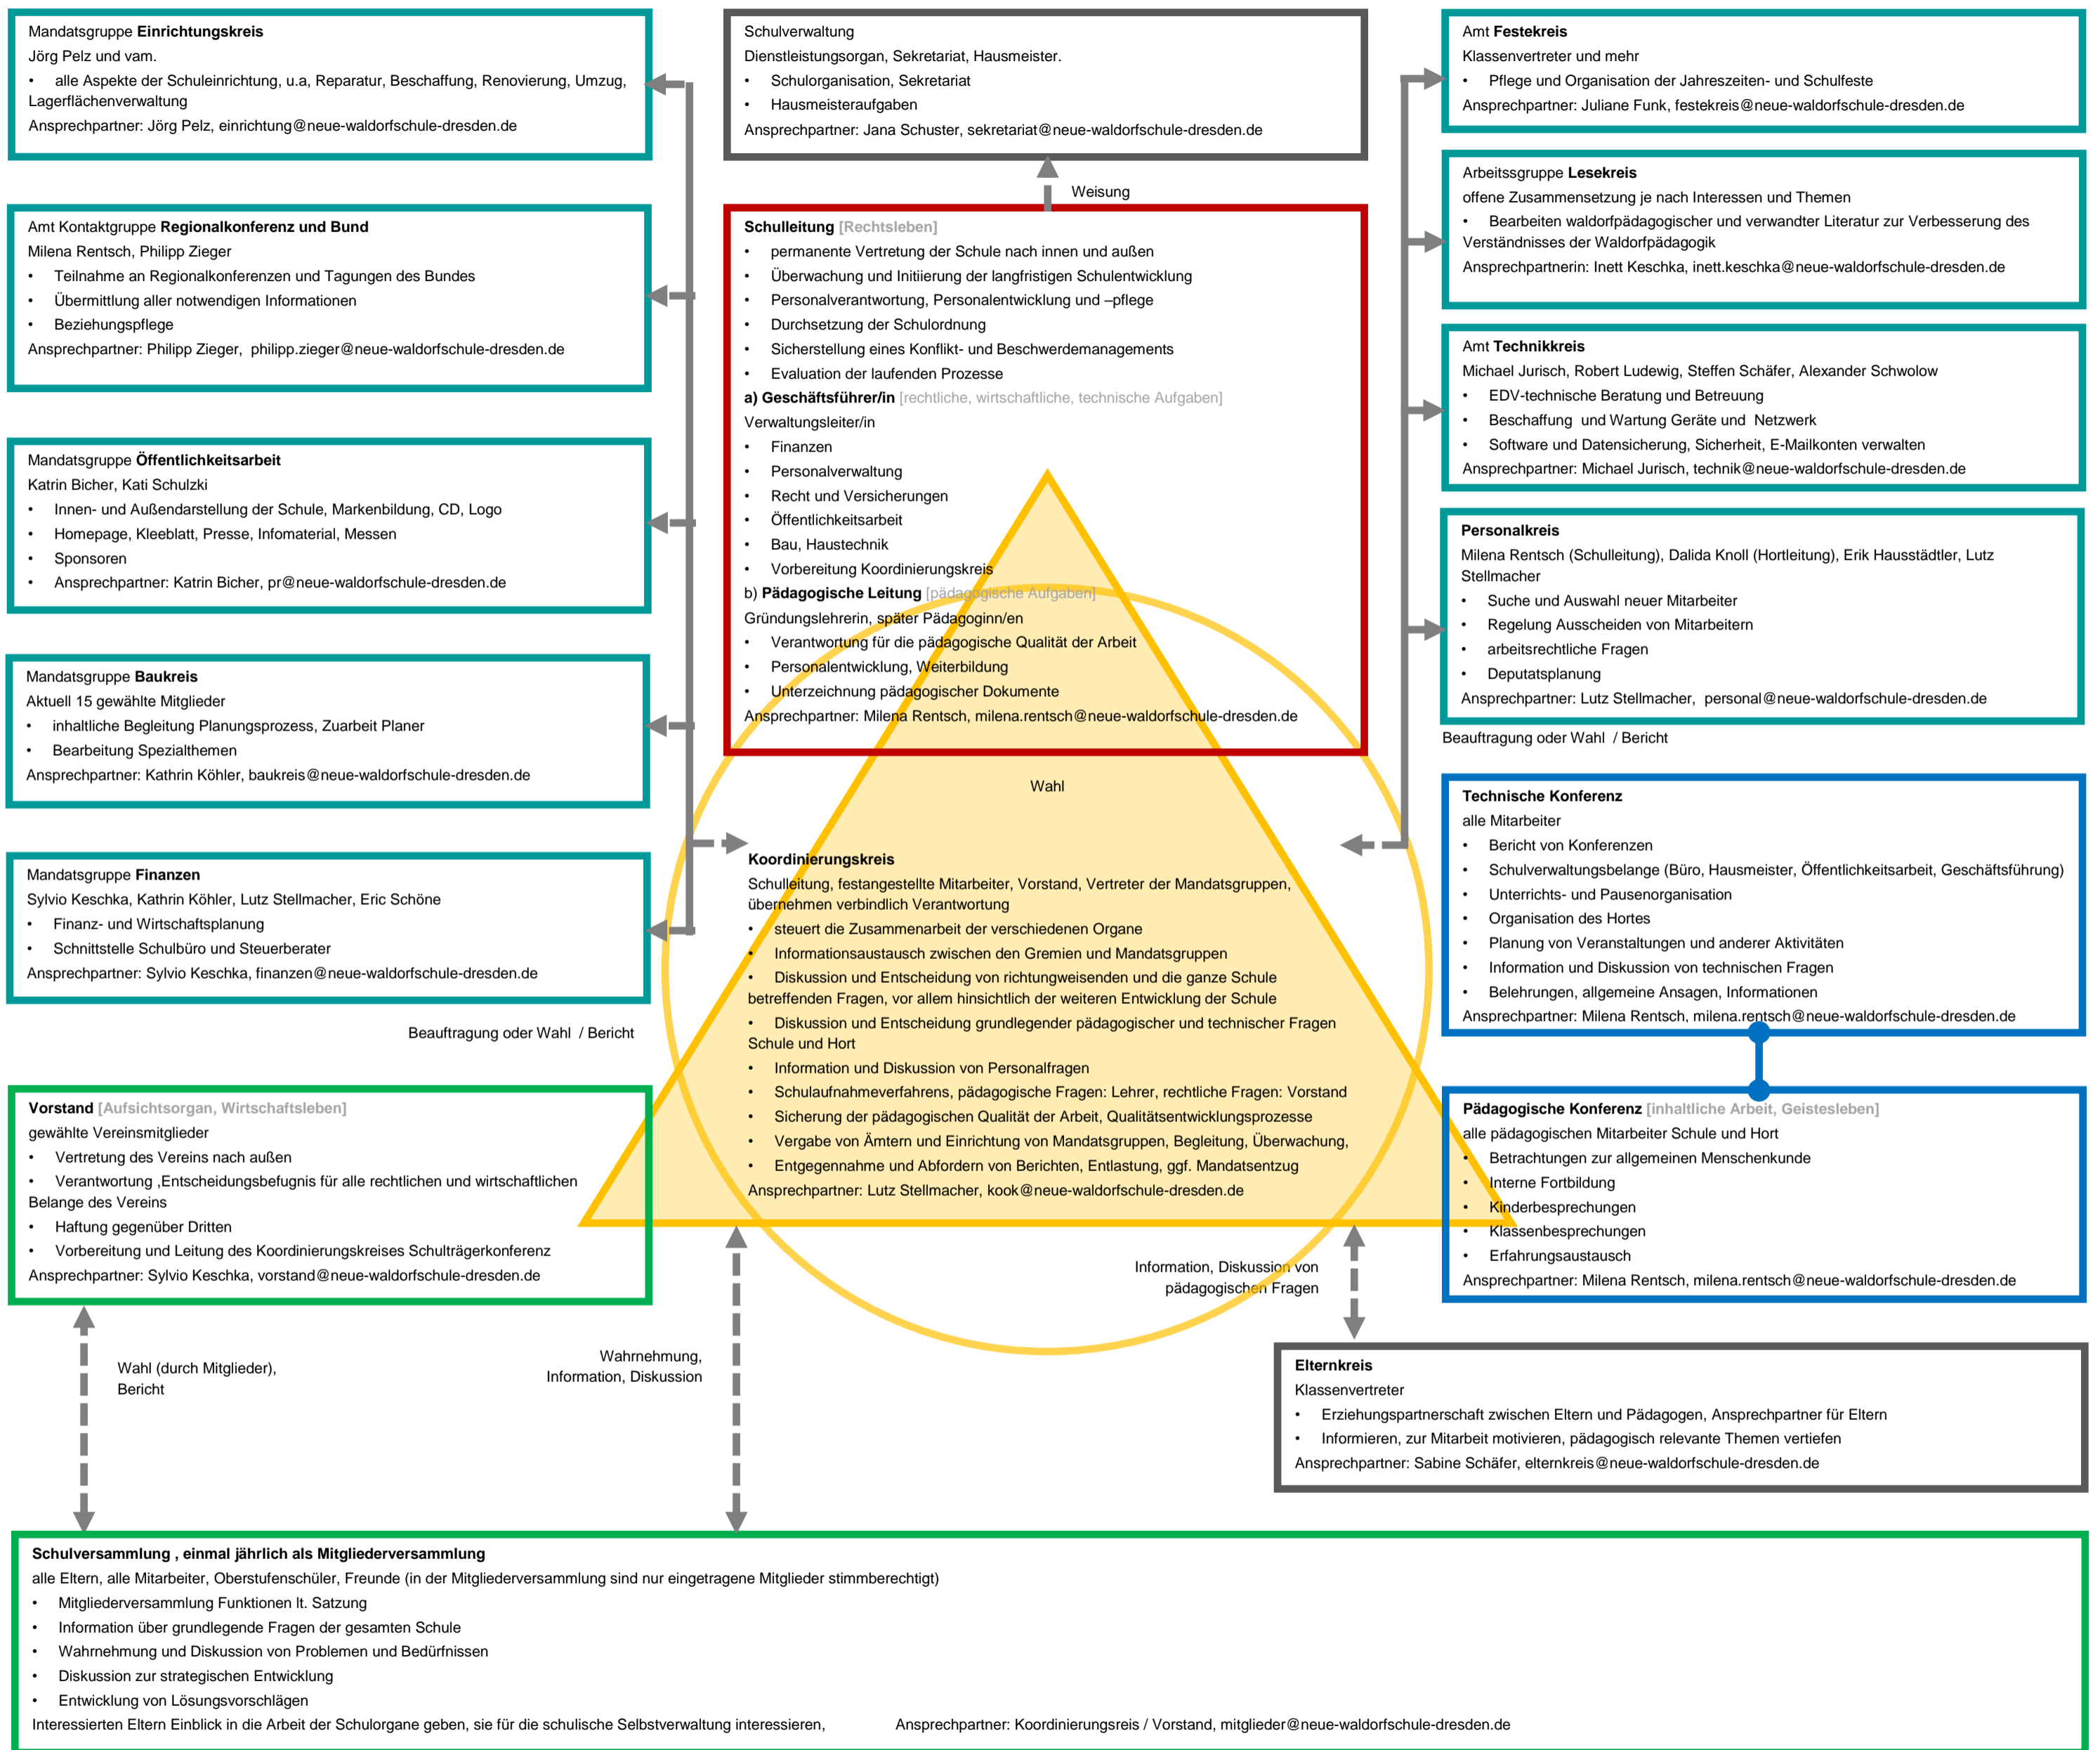 Mandatsgruppe Einrichtungskreis
Jörg Pelz und vam.
• alle Aspekte der Schuleinrichtung, u.a, Reparatur, Beschaffung, Renovierung, Umzug,
Lagerflächenverwaltung
Ansprechpartner: Jörg Pelz, einrichtung@neue-waldorfschule-dresden.de
Amt Kontaktgruppe Regionalkonferenz und Bund
Milena Rentsch, Philipp Zieger
• Teilnahme an Regionalkonferenzen und Tagungen des Bundes
• Übermittlung aller notwendigen Informationen
• Beziehungspflege
Ansprechpartner: Philipp Zieger, philipp.zieger@neue-waldorfschule-dresden.de
Mandatsgruppe Öffentlichkeitsarbeit
Katrin Bicher, Kati Schulzki
• Innen- und Außendarstellung der Schule, Markenbildung, CD, Logo
• Homepage, Kleeblatt, Presse, Infomaterial, Messen
• Sponsoren
• Ansprechpartner: Katrin Bicher, pr@neue-waldorfschule-dresden.de
Mandatsgruppe Baukreis
Aktuell 15 gewählte Mitglieder
• inhaltliche Begleitung Planungsprozess, Zuarbeit Planer
• Bearbeitung Spezialthemen
Ansprechpartner: Kathrin Köhler, baukreis@neue-waldorfschule-dresden.de
Mandatsgruppe Finanzen
Sylvio Keschka, Kathrin Köhler, Lutz Stellmacher, Eric Schöne
• Finanz- und Wirtschaftsplanung
• Schnittstelle Schulbüro und Steuerberater
Ansprechpartner: Sylvio Keschka, finanzen@neue-waldorfschule-dresden.de
Beauftragung oder Wahl / Bericht
Vorstand [Aufsichtsorgan, Wirtschaftsleben]
gewählte Vereinsmitglieder
• Vertretung des Vereins nach außen
• Verantwortung ,Entscheidungsbefugnis für alle rechtlichen und wirtschaftlichen
Belange des Vereins
• Haftung gegenüber Dritten
• Vorbereitung und Leitung des Koordinierungskreises Schulträgerkonferenz
Ansprechpartner: Sylvio Keschka, vorstand@neue-waldorfschule-dresden.de
Schulverwaltung
Dienstleistungsorgan, Sekretariat, Hausmeister.
• Schulorganisation, Sekretariat
• Hausmeisteraufgaben
Ansprechpartner: Jana Schuster, sekretariat@neue-waldorfschule-dresden.de
Weisung
Schulleitung [Rechtsleben]
• permanente Vertretung der Schule nach innen und außen
• Überwachung und Initiierung der langfristigen Schulentwicklung
• Personalverantwortung, Personalentwicklung und –pflege
• Durchsetzung der Schulordnung
• Sicherstellung eines Konflikt- und Beschwerdemanagements
• Evaluation der laufenden Prozesse
a) Geschäftsführer/in [rechtliche, wirtschaftliche, technische Aufgaben]
Verwaltungsleiter/in
• Finanzen
• Personalverwaltung
• Recht und Versicherungen
• Öffentlichkeitsarbeit
• Bau, Haustechnik
• Vorbereitung Koordinierungskreis
b) Pädagogische Leitung [pädagogische Aufgaben]
Gründungslehrerin, später Pädagoginn/en
• Verantwortung für die pädagogische Qualität der Arbeit
• Personalentwicklung, Weiterbildung
• Unterzeichnung pädagogischer Dokumente
Ansprechpartner: Milena Rentsch, milena.rentsch@neue-waldorfschule-dresden.de
Wahl
Koordinierungskreis
Schulleitung, festangestellte Mitarbeiter, Vorstand, Vertreter der Mandatsgruppen,
übernehmen verbindlich Verantwortung
• steuert die Zusammenarbeit der verschiedenen Organe
• Informationsaustausch zwischen den Gremien und Mandatsgruppen
• Diskussion und Entscheidung von richtungweisenden und die ganze Schule
betreffenden Fragen, vor allem hinsichtlich der weiteren Entwicklung der Schule
• Diskussion und Entscheidung grundlegender pädagogischer und technischer Fragen
Schule und Hort
• Information und Diskussion von Personalfragen
• Schulaufnahmeverfahrens, pädagogische Fragen: Lehrer, rechtliche Fragen: Vorstand
• Sicherung der pädagogischen Qualität der Arbeit, Qualitätsentwicklungsprozesse
• Vergabe von Ämtern und Einrichtung von Mandatsgruppen, Begleitung, Überwachung,
• Entgegennahme und Abfordern von Berichten, Entlastung, ggf. Mandatsentzug
Ansprechpartner: Lutz Stellmacher, kook@neue-waldorfschule-dresden.de
Amt Festekreis
Klassenvertreter und mehr
• Pflege und Organisation der Jahreszeiten- und Schulfeste
Ansprechpartner: Juliane Funk, festekreis@neue-waldorfschule-dresden.de
Arbeitssgruppe Lesekreis
offene Zusammensetzung je nach Interessen und Themen
• Bearbeiten waldorfpädagogischer und verwandter Literatur zur Verbesserung des
Verständnisses der Waldorfpädagogik
Ansprechpartnerin: Inett Keschka, inett.keschka@neue-waldorfschule-dresden.de
Amt Technikkreis
Michael Jurisch, Robert Ludewig, Steffen Schäfer, Alexander Schwolow
• EDV-technische Beratung und Betreuung
• Beschaffung und Wartung Geräte und Netzwerk
• Software und Datensicherung, Sicherheit, E-Mailkonten verwalten
Ansprechpartner: Michael Jurisch, technik@neue-waldorfschule-dresden.de
Personalkreis
Milena Rentsch (Schulleitung), Dalida Knoll (Hortleitung), Erik Hausstädtler, Lutz
Stellmacher
• Suche und Auswahl neuer Mitarbeiter
• Regelung Ausscheiden von Mitarbeitern
• arbeitsrechtliche Fragen
• Deputatsplanung
Ansprechpartner: Lutz Stellmacher, personal@neue-waldorfschule-dresden.de
Beauftragung oder Wahl / Bericht
Technische Konferenz
alle Mitarbeiter
• Bericht von Konferenzen
• Schulverwaltungsbelange (Büro, Hausmeister, Öffentlichkeitsarbeit, Geschäftsführung)
• Unterrichts- und Pausenorganisation
• Organisation des Hortes
• Planung von Veranstaltungen und anderer Aktivitäten
• Information und Diskussion von technischen Fragen
• Belehrungen, allgemeine Ansagen, Informationen
Ansprechpartner: Milena Rentsch, milena.rentsch@neue-waldorfschule-dresden.de
Pädagogische Konferenz [inhaltliche Arbeit, Geistesleben]
alle pädagogischen Mitarbeiter Schule und Hort
• Betrachtungen zur allgemeinen Menschenkunde
• Interne Fortbildung
• Kinderbesprechungen
• Klassenbesprechungen
• Erfahrungsaustausch
Ansprechpartner: Milena Rentsch, milena.rentsch@neue-waldorfschule-dresden.de
Wahl (durch Mitglieder),
Bericht
Wahrnehmung,
Information, Diskussion
Information, Diskussion von
pädagogischen Fragen
Elternkreis
Klassenvertreter
• Erziehungspartnerschaft zwischen Eltern und Pädagogen, Ansprechpartner für Eltern
• Informieren, zur Mitarbeit motivieren, pädagogisch relevante Themen vertiefen
Ansprechpartner: Sabine Schäfer, elternkreis@neue-waldorfschule-dresden.de
Schulversammlung , einmal jährlich als Mitgliederversammlung
alle Eltern, alle Mitarbeiter, Oberstufenschüler, Freunde (in der Mitgliederversammlung sind nur eingetragene Mitglieder stimmberechtigt)
• Mitgliederversammlung Funktionen lt. Satzung
• Information über grundlegende Fragen der gesamten Schule
• Wahrnehmung und Diskussion von Problemen und Bedürfnissen
• Diskussion zur strategischen Entwicklung
• Entwicklung von Lösungsvorschlägen
Interessierten Eltern Einblick in die Arbeit der Schulorgane geben, sie für die schulische Selbstverwaltung interessieren, Ansprechpartner: Koordinierungsreis / Vorstand, mitglieder@neue-waldorfschule-dresden.de